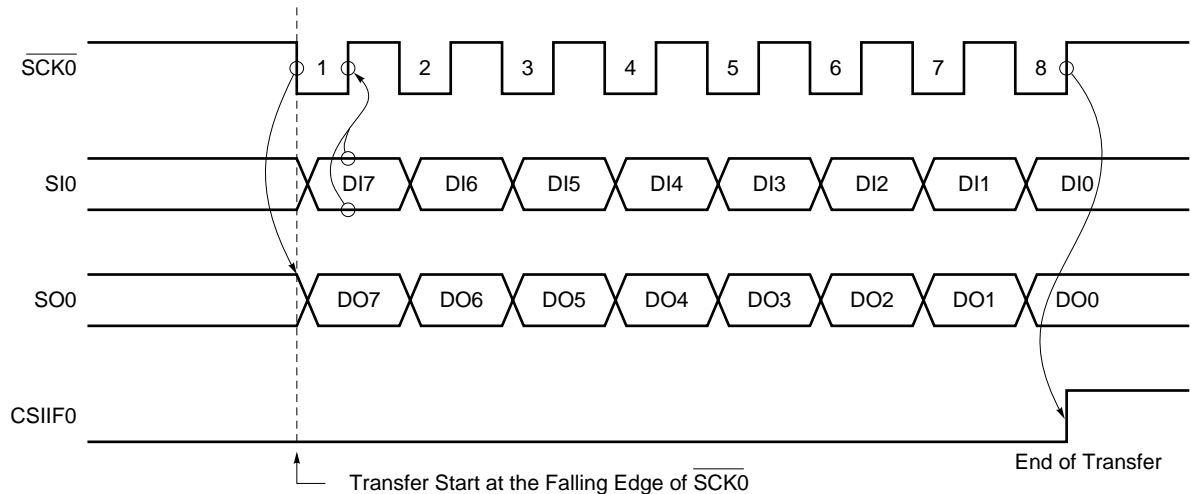 SCK0 1 2 3 4 5 6 7 8
SI0 DI7 DI6 DI5 DI4 DI3 DI2 DI1 DI0
SO0 DO7 DO6 DO5 DO4 DO3 DO2 DO1 DO0
CSIIF0
End of Transfer
Transfer Start at the Falling Edge of SCK0